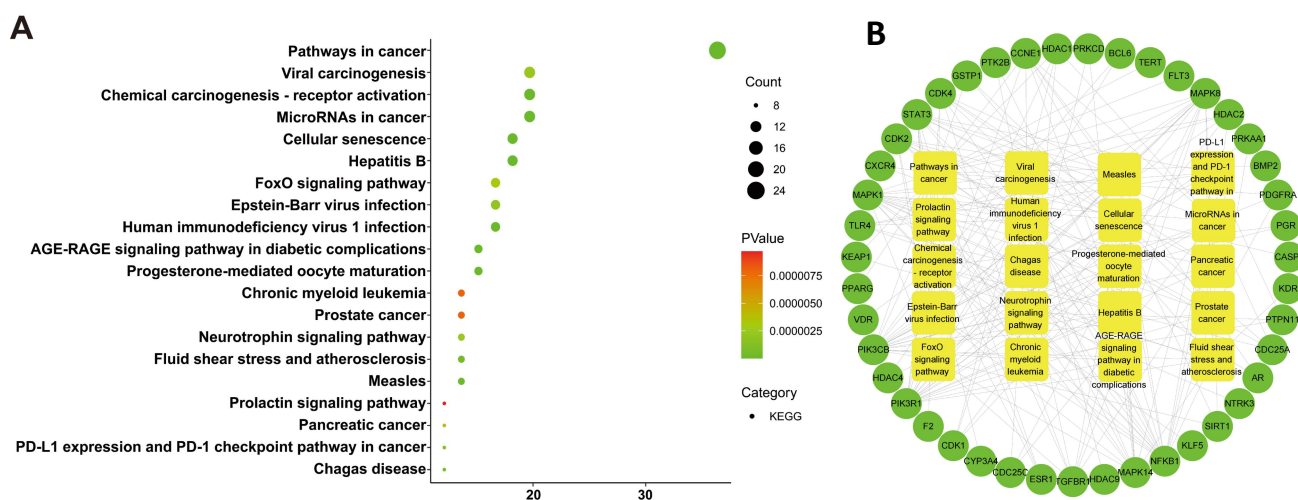 A
Pathways in cancer
Viral carcinogenesis
Chemical carcinogenesis - receptor activation
MicroRNAs in cancer
Cellular senescence
Hepatitis B
FoxO signaling pathway
Epstein-Barr virus infection
Human immunodeficiency virus 1 infection
AGE-RAGE signaling pathway in diabetic complications
Progesterone-mediated oocyte maturation
Chronic myeloid leukemia
Prostate cancer
Neurotrophin signaling pathway
Fluid shear stress and atherosclerosis
Measles
Prolactin signaling pathway
Pancreatic cancer
PD-L1 expression and PD-1 checkpoint pathway in cancer
Chagas disease
20
30
Count
8
12
16
20
24
PValue
0.0000075
0.0000050
0.0000025
Category
KEGG
B
CCNE1
HDAC1
PRKCD
BCL6
TERT
FLT3
MAPK8
HDAC2
PRKAA1
BMP2
PDGFRA
PGR
CASP
KDR
PTPN11
CDC25A
AR
NTRK3
SIRT1
KLF5
NFKB1
MAPK14
HDAC9
TGFBR1
ESR1
CDC25C
CYP3A4
CDK1
F2
PIK3R1
HDAC4
PIK3CB
VDR
PPARG
KEAP1
TLR4
MAPK1
CXCR4
CDK2
STAT3
CDK4
GSTP1
PTK2B
Pathways in
cancer
Viral
carcinogenesis
Measles
PD-L1
expression
and PD-1
checkpoint
pathway in
Prolactin
signaling
pathway
Human
immunodeficiency
virus 1
infection
Cellular
senescence
MicroRNAs in
cancer
Chemical
carcinogenesis
- receptor
activation
Chagas
disease
Progesterone-mediated
oocyte
maturation
Pancreatic
cancer
Epstein-Barr
virus infection
Neurotrophin
signaling
pathway
Hepatitis B
Prostate
cancer
FoxO
signaling
pathway
Chronic
myeloid
leukemia
AGE-RAGE
signaling
pathway in
diabetic
complications
Fluid shear
stress and
atherosclerosis